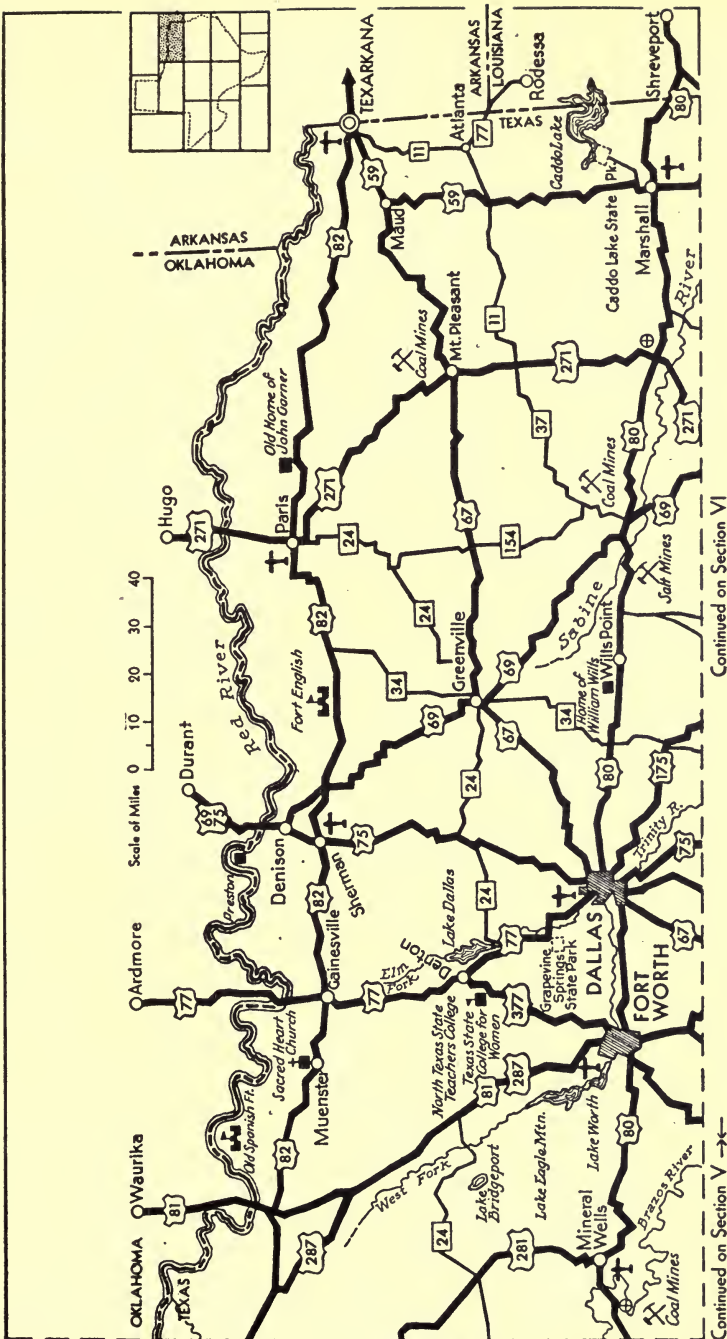 OKLAHOMA
TEXAS
Waurika
81
Old Spanish Ft.
82
287
Ardmore
77
Sacred Heart
Church
Muenster
Gainesville
82
Preston
Scale of Miles
0 10 20 30 40
Durant
69
75
Red River
Denison
Sherman
75
Fort English
82
Hugo
271
Paris
Old Home of
John Garner
82
ARKANSAS
OKLAHOMA
TEXARKANA
59
Maud
59
11
Atlanta
77
ARKANSAS
LOUISIANA
Rodessa
TEXAS
24
24
271
Coal Mines
Mt. Pleasant
67
154
11
37
271
34
69
Greenville
69
67
24
24
77
Elm
Fork
Denton
Lake Dallas
77
377
North Texas State
Teachers College
Texas State
College for
Women
81
287
West Fork
24
Lake
Bridgeport
Lake Eagle Mtn.
Lake Worth
281
Mineral
Wells
80
Brazos River
Coal Mines
Grapevine
Springs
State Park
DALLAS
FORT
WORTH
67
75
Trinity R.
175
80
34
Home of
William Wills
Wills Point
Sabine
River
Salt Mines
69
Coal Mines
80
271
Caddo Lake
Caddo Lake State
Pk.
Marshall
80
Shreveport
Continued on Section V
Continued on Section VI